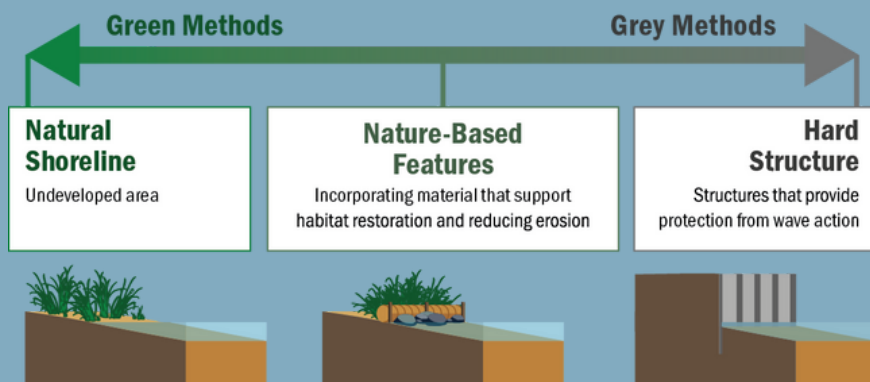 Green Methods
Grey Methods
Natural
Shoreline
Undeveloped area
Nature-Based
Features
Incorporating material that support
habitat restoration and reducing erosion
Hard
Structure
Structures that provide
protection from wave action